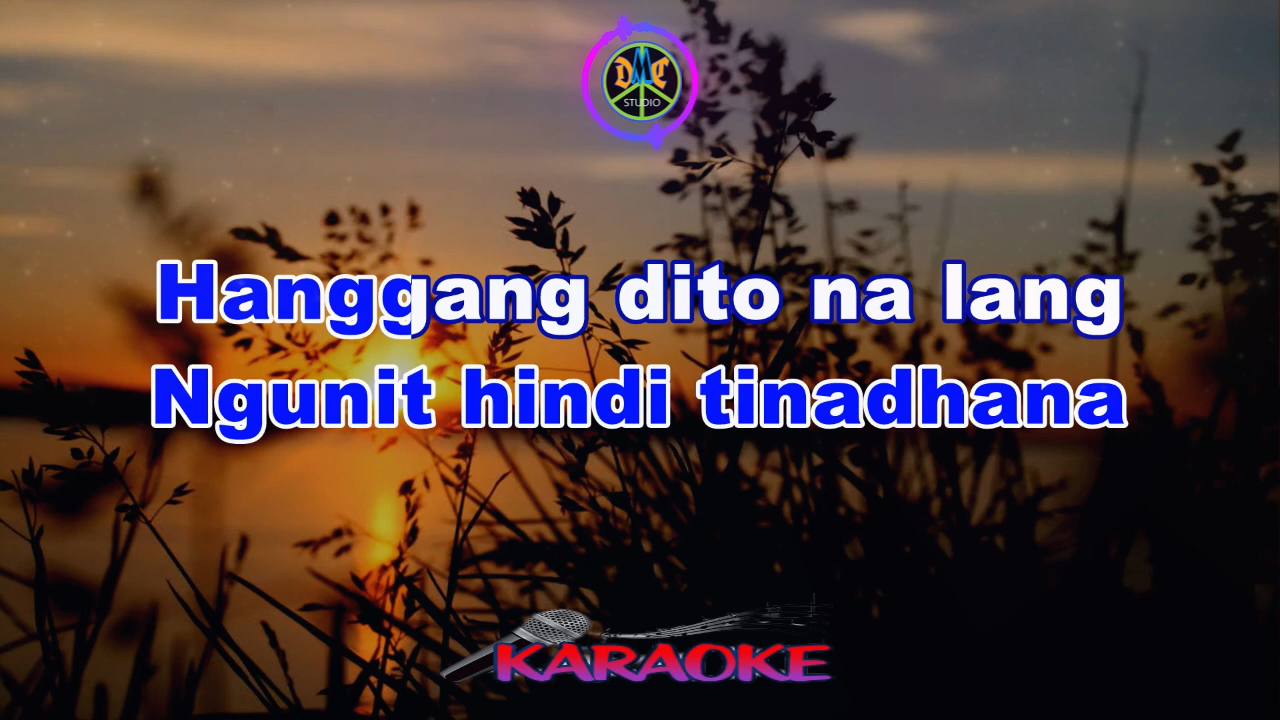 DMC
STUDIO
Hanggang dito na lang
Ngunit hindi tinadhana
KARAOKE